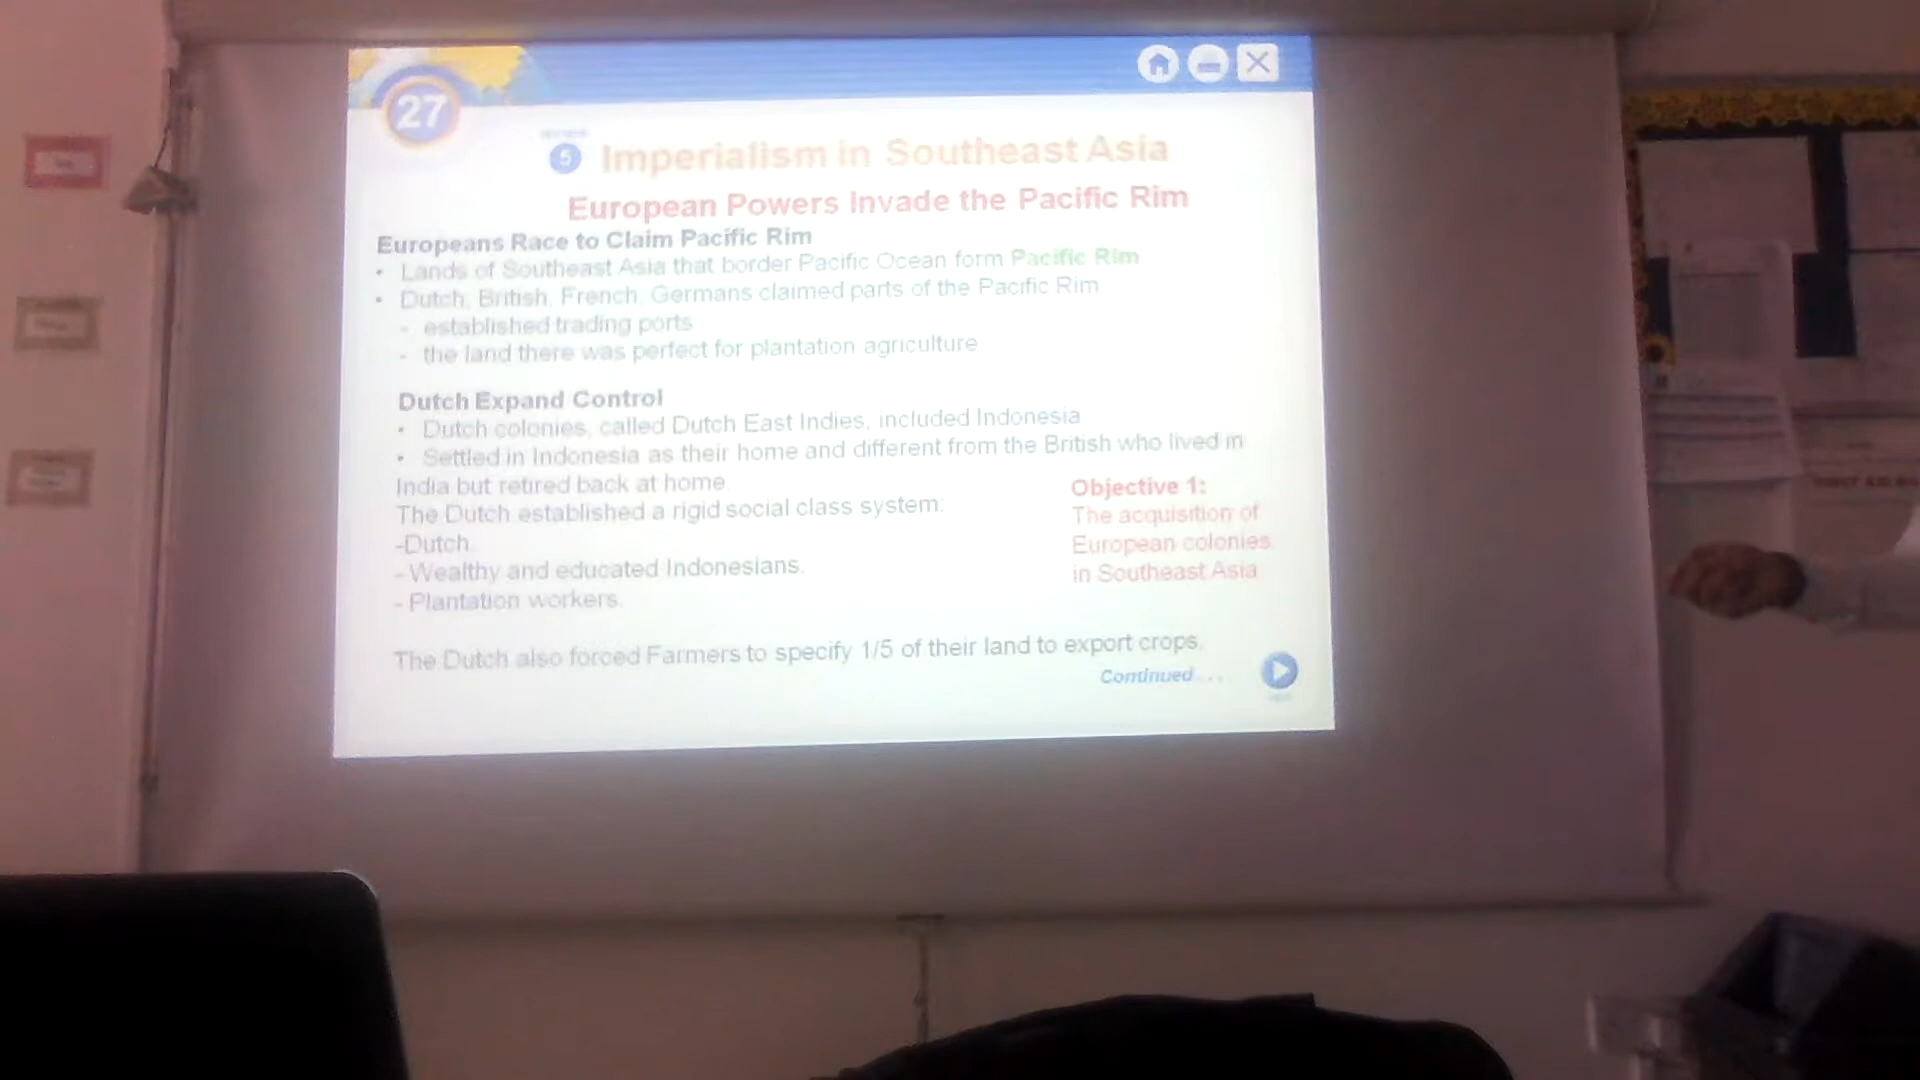 27
5 Imperialism in Southeast Asia
European Powers Invade the Pacific Rim
Europeans Race to Claim Pacific Rim
• Lands of Southeast Asia that border Pacific Ocean form Pacific Rim
• Dutch, British, French, Germans claimed parts of the Pacific Rim
- established trading ports
- the land there was perfect for plantation agriculture
Dutch Expand Control
• Dutch colonies, called Dutch East Indies, included Indonesia
• Settled in Indonesia as their home and different from the British who lived in
India but retired back at home.
The Dutch established a rigid social class system:
-Dutch.
- Wealthy and educated Indonesians.
- Plantation workers.
Objective 1:
The acquisition of
European colonies
in Southeast Asia
The Dutch also forced Farmers to specify 1/5 of their land to export crops.
Continued . . .